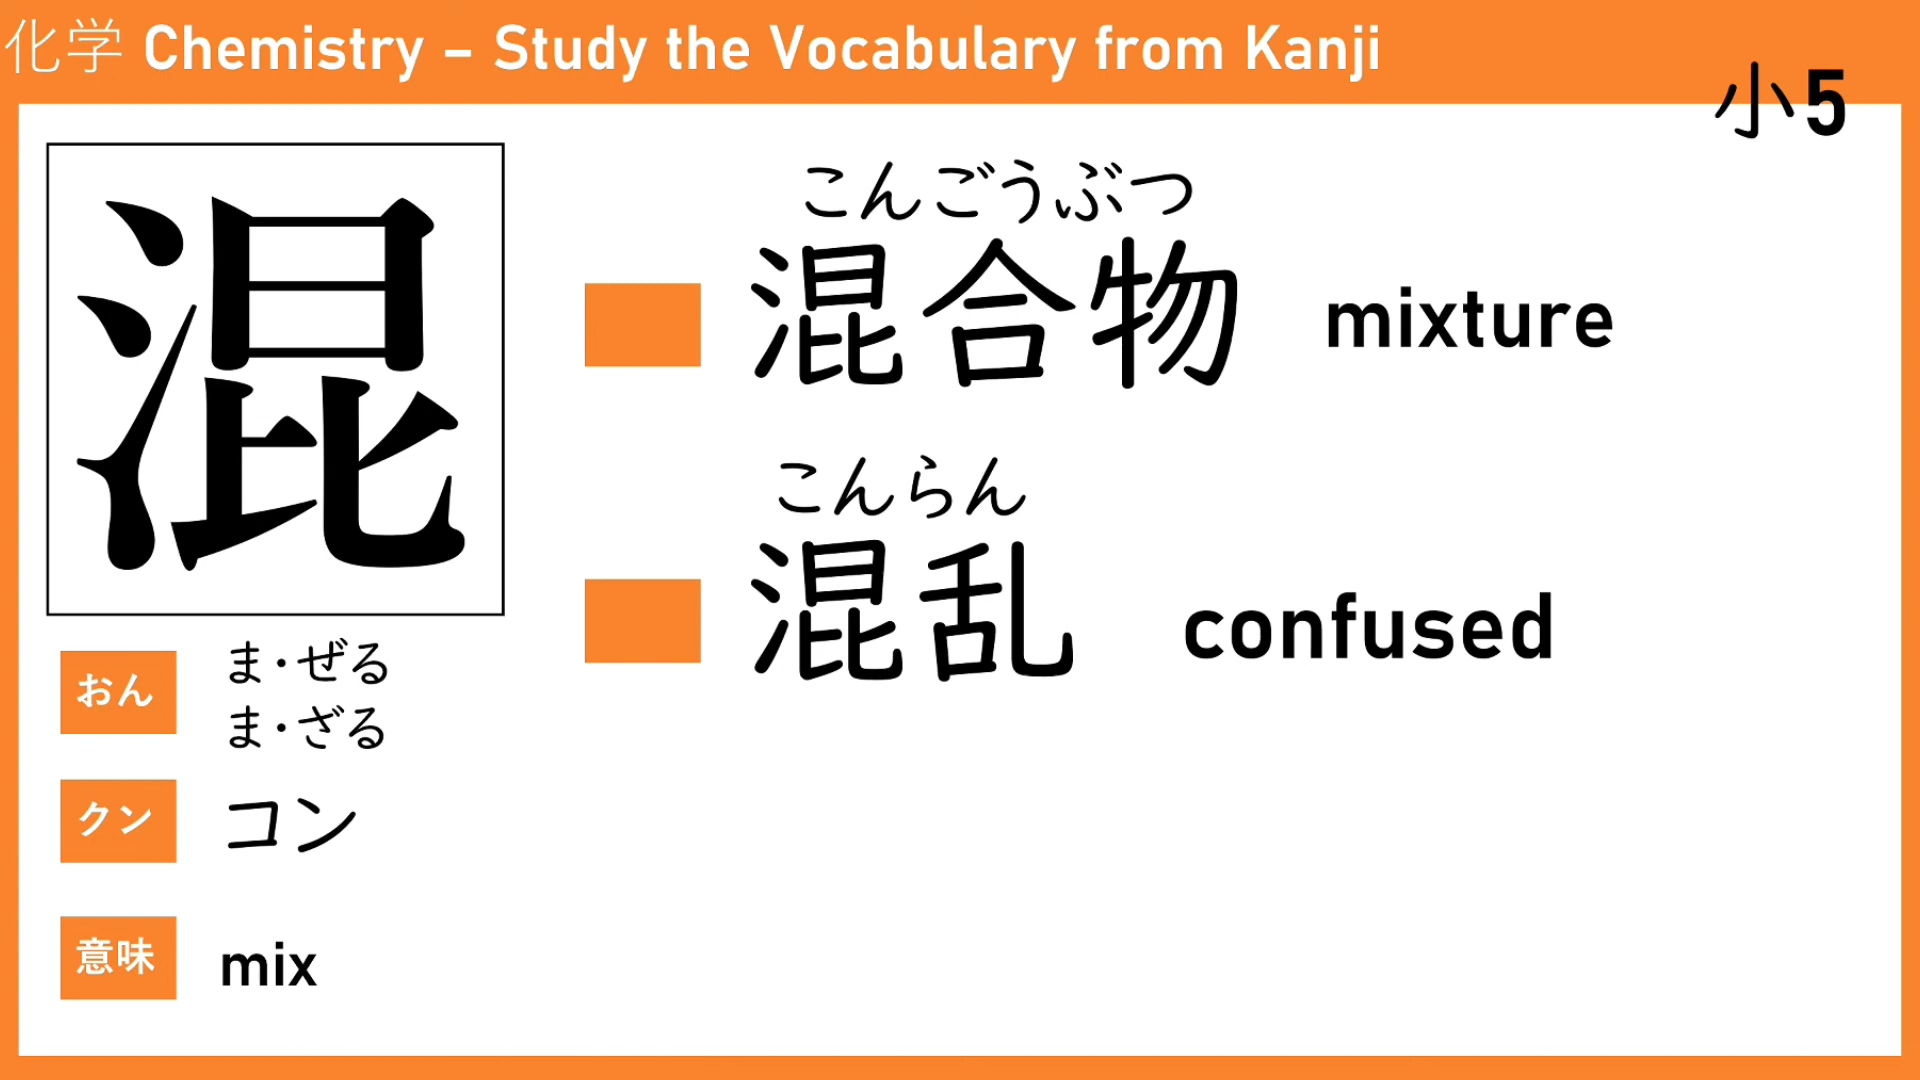 化学 Chemistry – Study the Vocabulary from Kanji
小5
混
おん
ま・ぜる
ま・ざる
クン
コン
意味
mix
こんごうぶつ
混合物 mixture
こんらん
混乱 confused